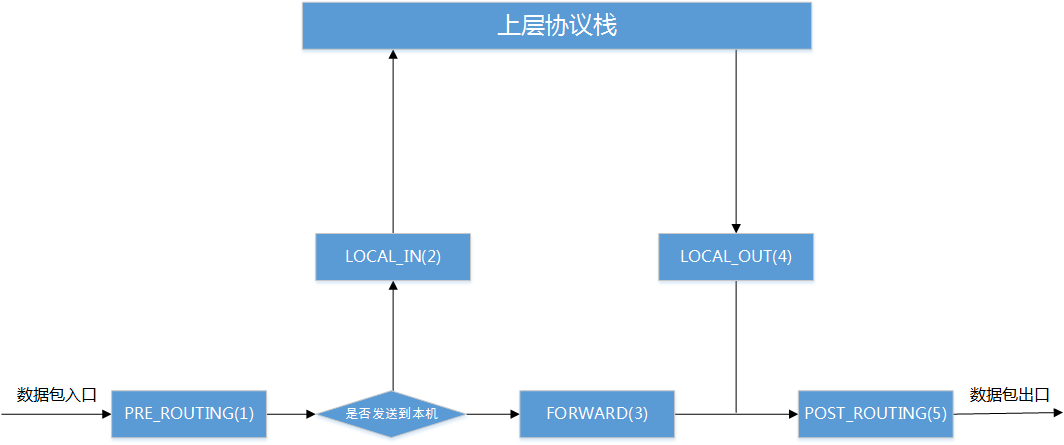 上层协议栈
LOCAL_IN(2)
LOCAL_OUT(4)
数据包入口
PRE_ROUTING(1)
是否发送到本机
FORWARD(3)
POST_ROUTING(5)
数据包出口